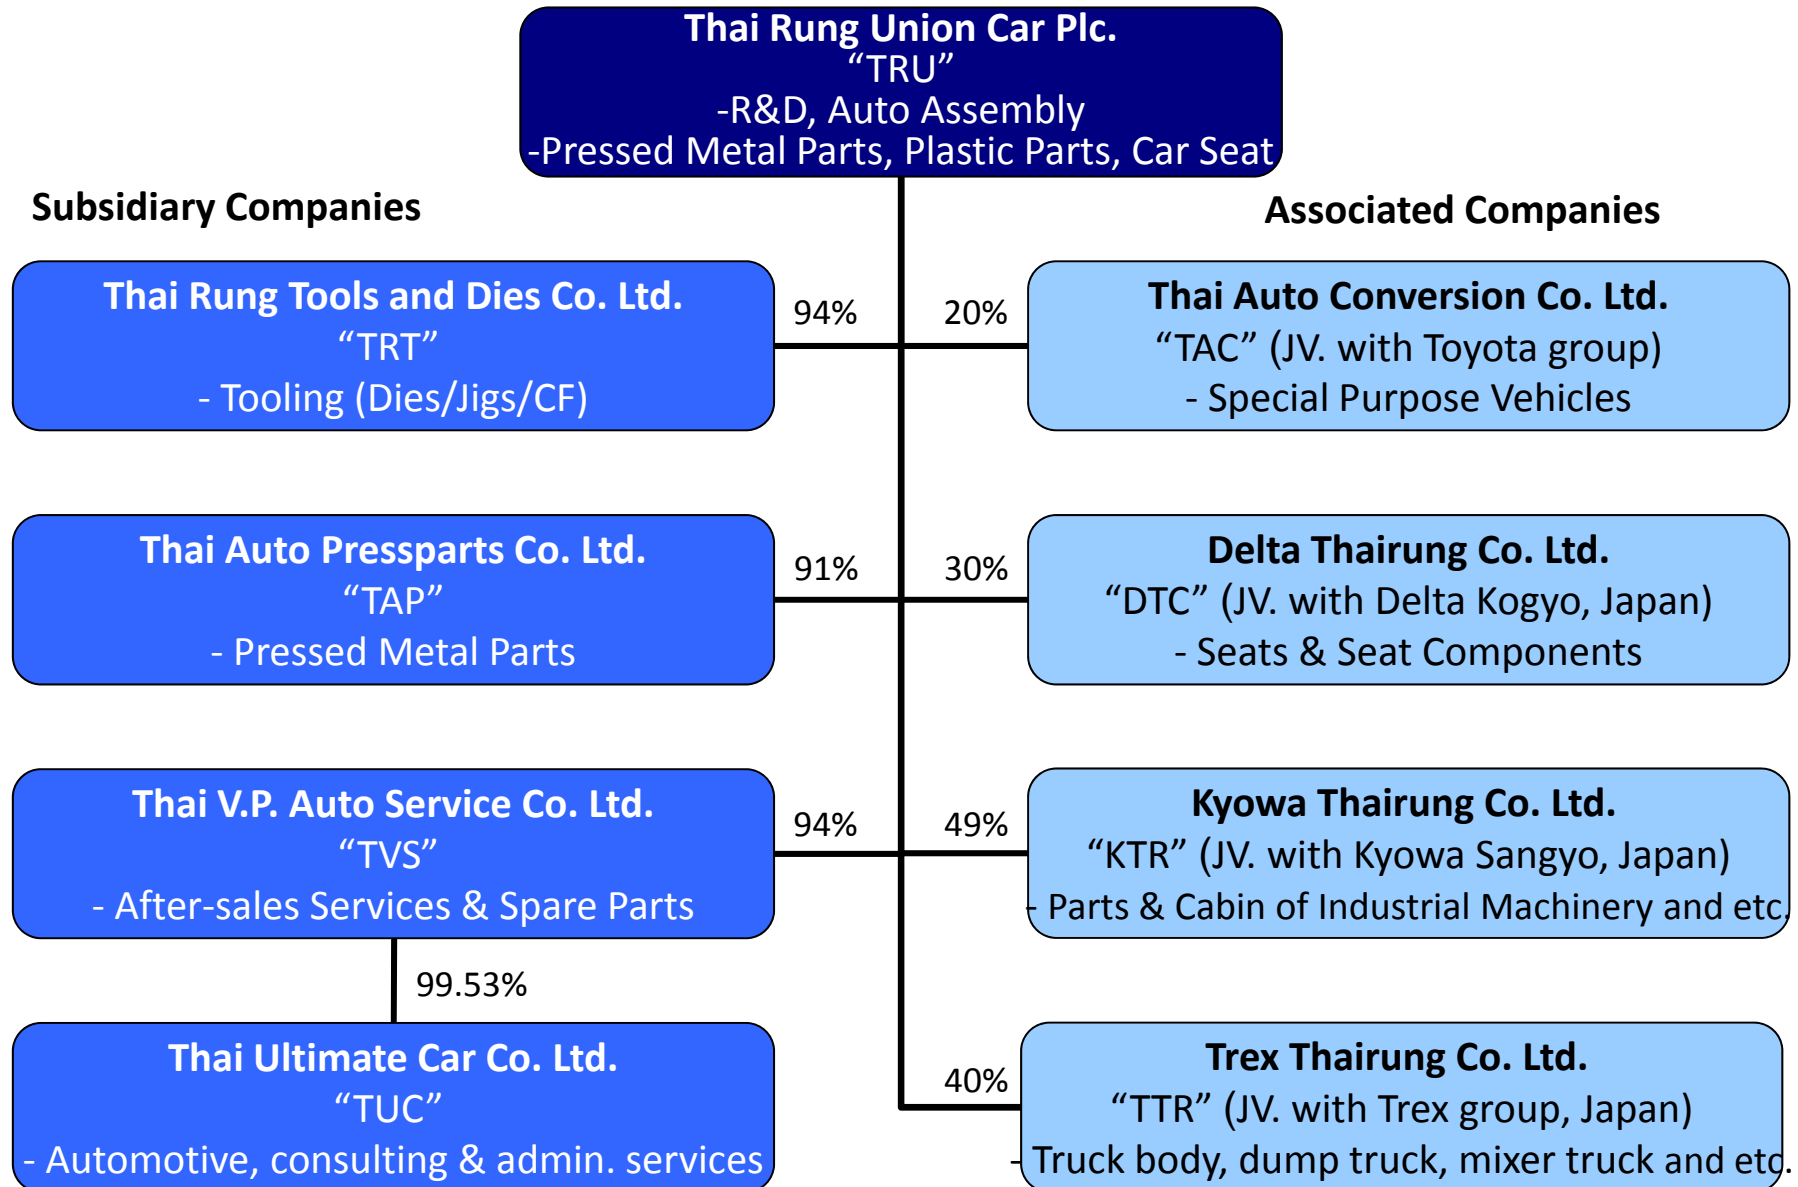 Thai Rung Union Car Plc.
“TRU”
-R&D, Auto Assembly
-Pressed Metal Parts, Plastic Parts, Car Seat
Subsidiary Companies
Associated Companies
Thai Rung Tools and Dies Co. Ltd.
“TRT”
- Tooling (Dies/Jigs/CF)
94%
20%
Thai Auto Conversion Co. Ltd.
“TAC” (JV. with Toyota group)
- Special Purpose Vehicles
Thai Auto Pressparts Co. Ltd.
“TAP”
- Pressed Metal Parts
91%
30%
Delta Thairung Co. Ltd.
“DTC” (JV. with Delta Kogyo, Japan)
- Seats & Seat Components
Thai V.P. Auto Service Co. Ltd.
“TVS”
- After-sales Services & Spare Parts
94%
49%
Kyowa Thairung Co. Ltd.
“KTR” (JV. with Kyowa Sangyo, Japan)
- Parts & Cabin of Industrial Machinery and etc.
99.53%
Thai Ultimate Car Co. Ltd.
“TUC”
- Automotive, consulting & admin. services
40%
Trex Thairung Co. Ltd.
“TTR” (JV. with Trex group, Japan)
- Truck body, dump truck, mixer truck and etc.